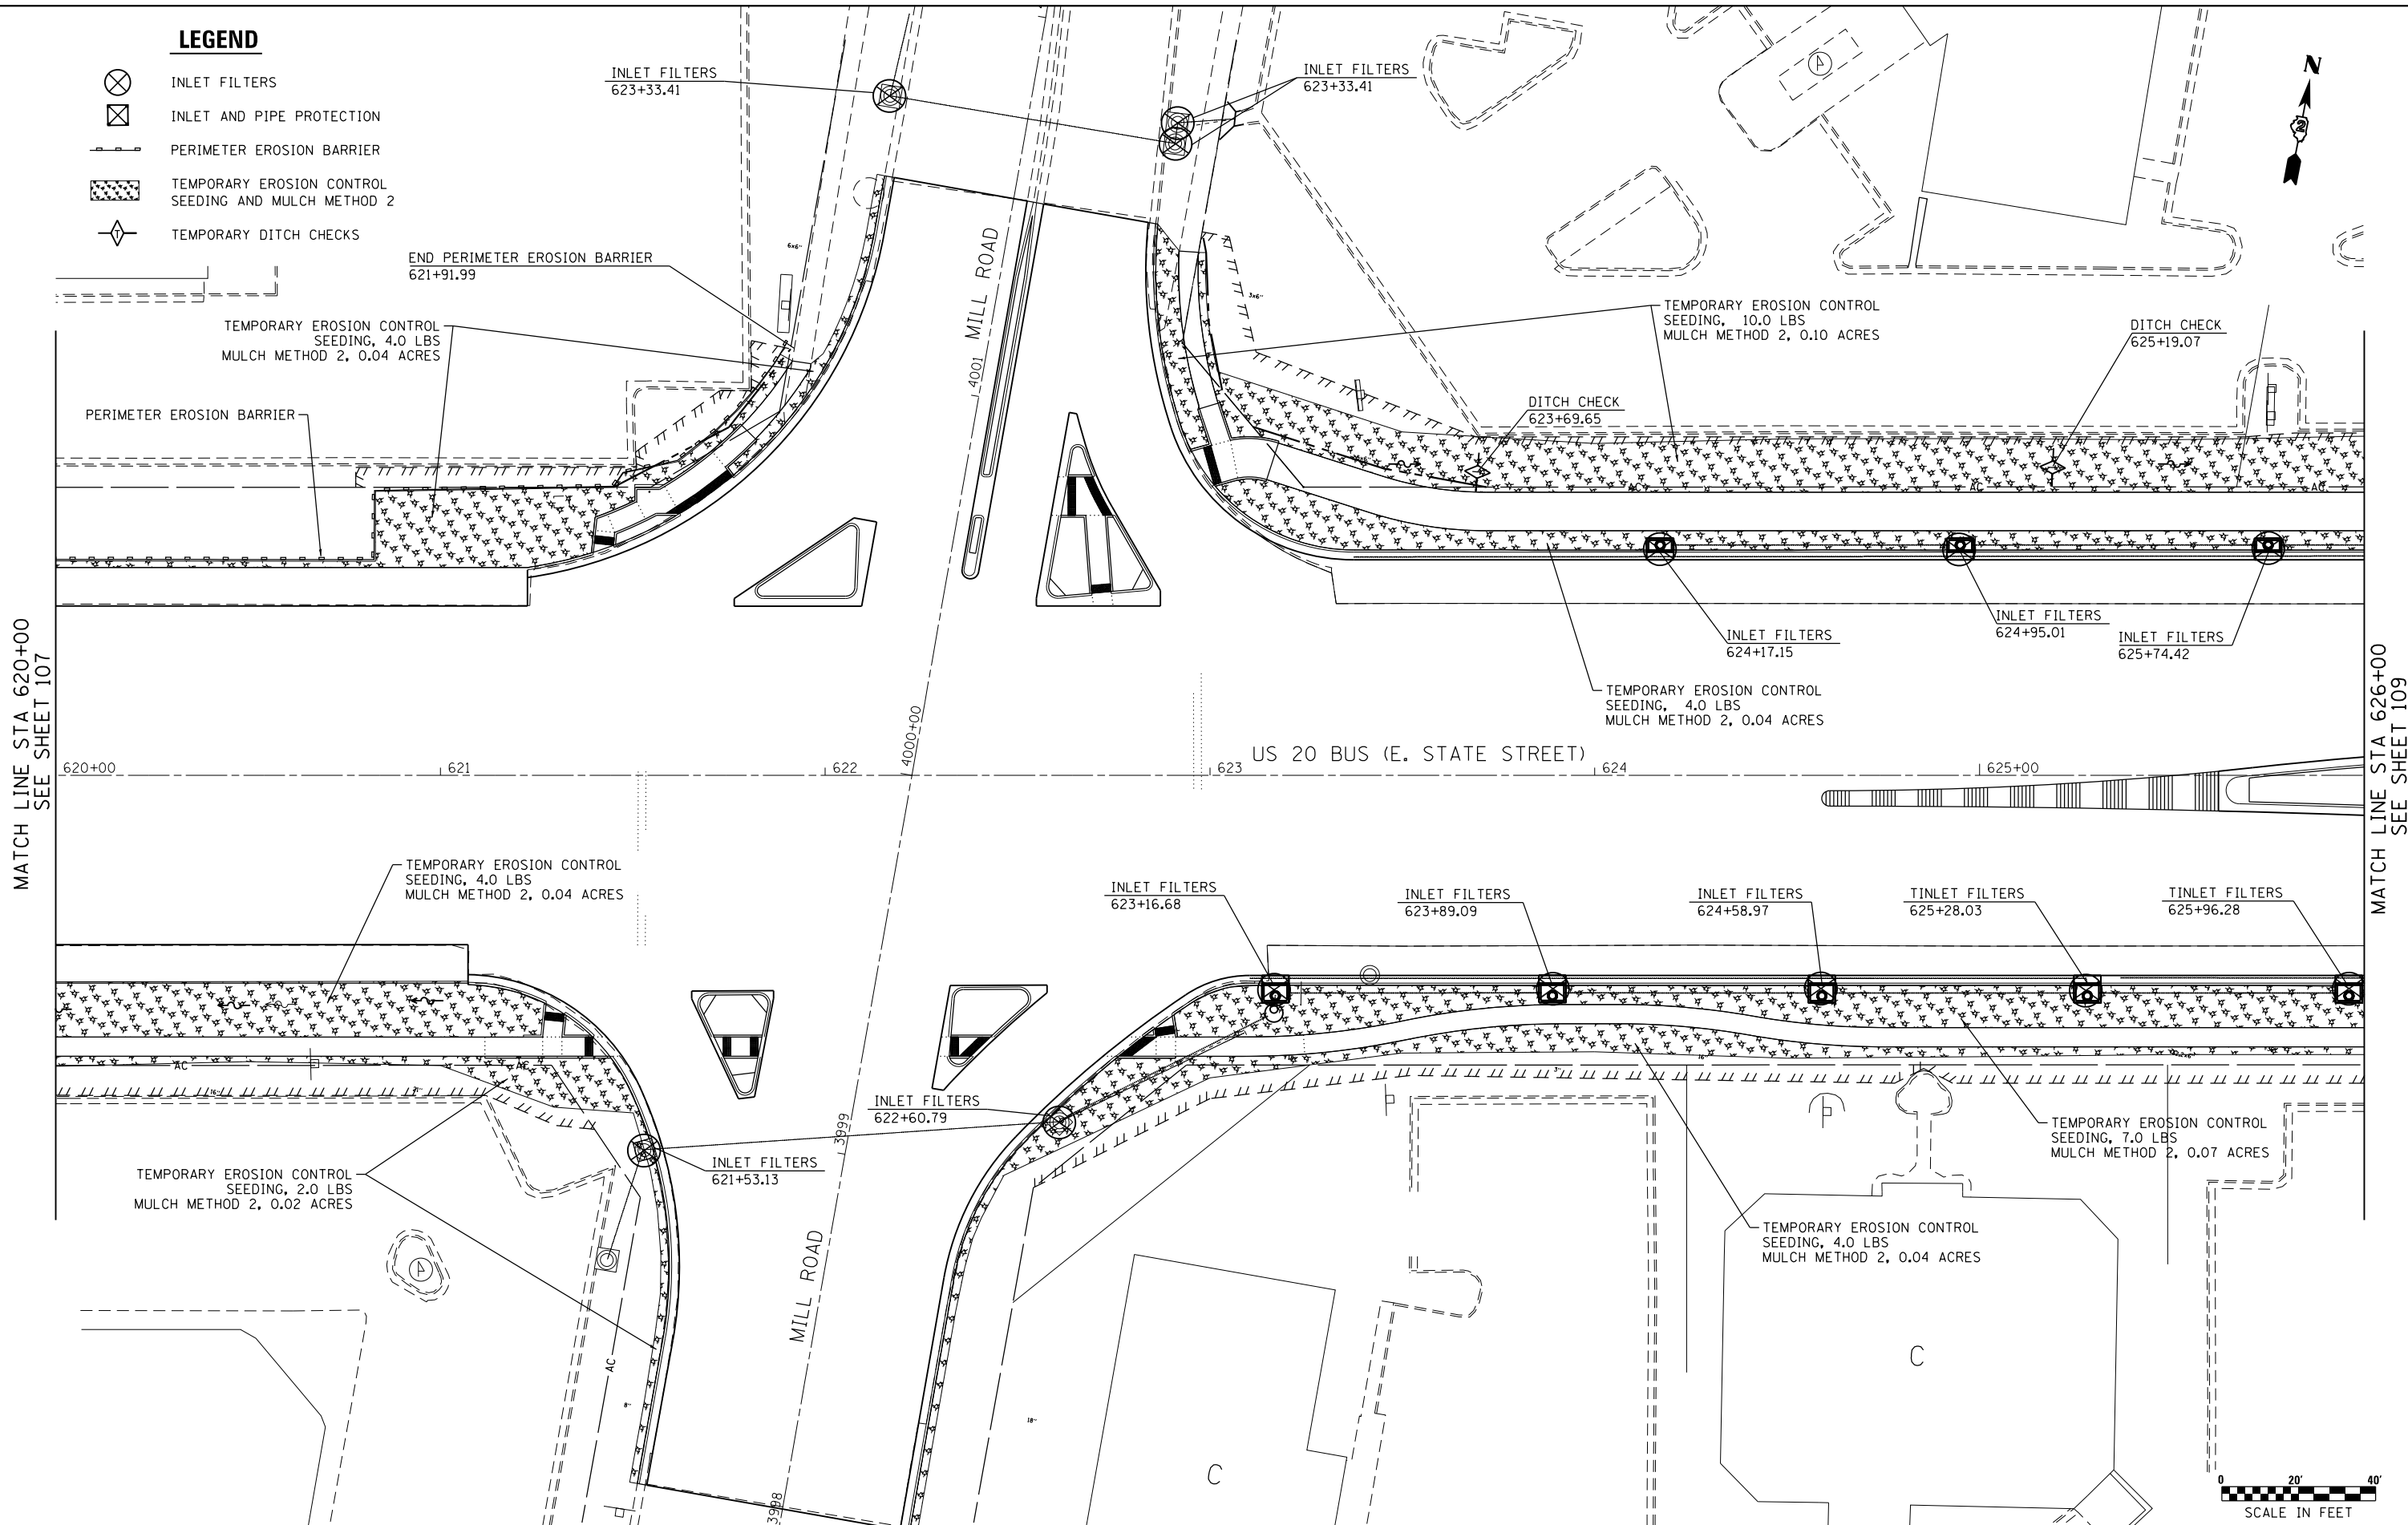 LEGEND
INLET FILTERS
INLET AND PIPE PROTECTION
PERIMETER EROSION BARRIER
TEMPORARY EROSION CONTROL
SEEDING AND MULCH METHOD 2
T
TEMPORARY DITCH CHECKS
INLET FILTERS
623+33.41
INLET FILTERS
623+33.41
N
2
END PERIMETER EROSION BARRIER
621+91.99
6x6"
3x6"
MILL ROAD
4001
TEMPORARY EROSION CONTROL
SEEDING, 4.0 LBS
MULCH METHOD 2, 0.04 ACRES
TEMPORARY EROSION CONTROL
SEEDING, 10.0 LBS
MULCH METHOD 2, 0.10 ACRES
DITCH CHECK
625+19.07
PERIMETER EROSION BARRIER
DITCH CHECK
623+69.65
AC
AC
AC
INLET FILTERS
624+17.15
INLET FILTERS
624+95.01
INLET FILTERS
625+74.42
TEMPORARY EROSION CONTROL
SEEDING, 4.0 LBS
MULCH METHOD 2, 0.04 ACRES
MATCH LINE STA 620+00
SEE SHEET 107
MATCH LINE STA 626+00
SEE SHEET 109
4000+00
US 20 BUS (E. STATE STREET)
620+00
621
622
623
624
625+00
TEMPORARY EROSION CONTROL
SEEDING, 4.0 LBS
MULCH METHOD 2, 0.04 ACRES
INLET FILTERS
623+16.68
INLET FILTERS
623+89.09
INLET FILTERS
624+58.97
TINLET FILTERS
625+28.03
TINLET FILTERS
625+96.28
AC
AC
16"
INLET FILTERS
622+60.79
3999
INLET FILTERS
621+53.13
TEMPORARY EROSION CONTROL
SEEDING, 2.0 LBS
MULCH METHOD 2, 0.02 ACRES
TEMPORARY EROSION CONTROL
SEEDING, 7.0 LBS
MULCH METHOD 2, 0.07 ACRES
TEMPORARY EROSION CONTROL
SEEDING, 4.0 LBS
MULCH METHOD 2, 0.04 ACRES
MILL ROAD
AC
8"
18"
C
C
3998
0 20' 40'
SCALE IN FEET